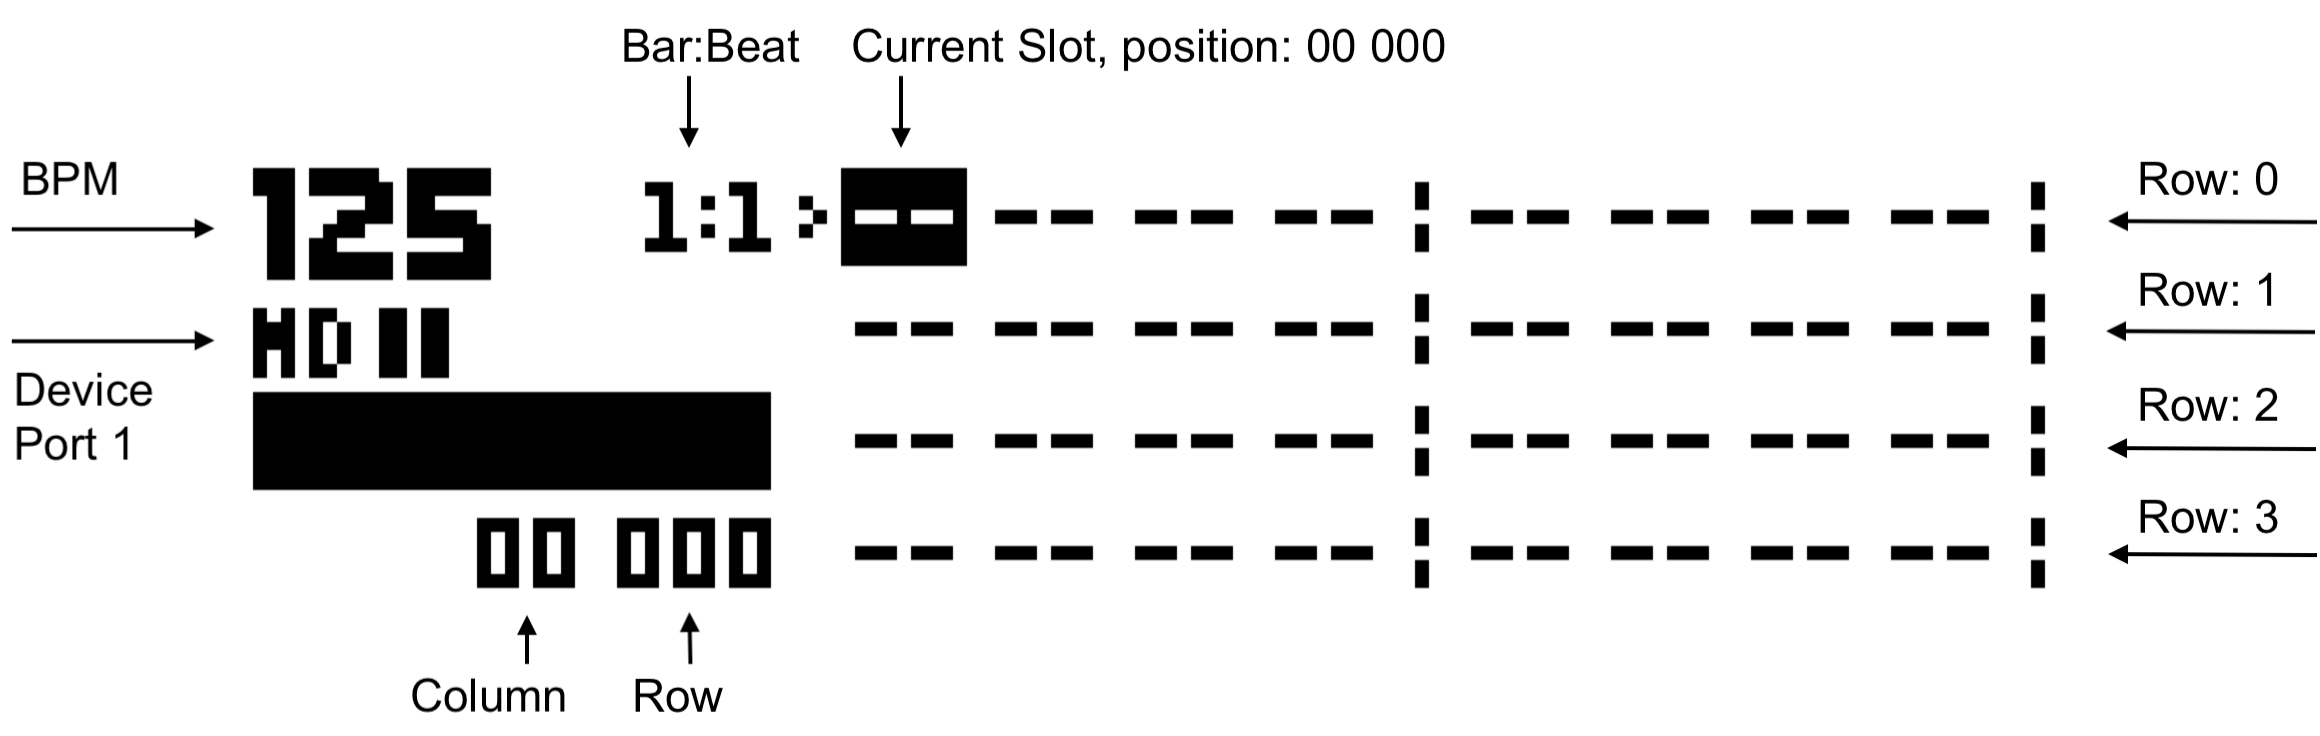 Bar:Beat Current Slot, position: 00 000
BPM
125 1:1 > -- -- -- -- ¦ -- -- -- -- ¦ Row: 0
MD II -- -- -- -- ¦ -- -- -- -- ¦ Row: 1
Device
Port 1
-- -- -- -- ¦ -- -- -- -- ¦ Row: 2
00 000 -- -- -- -- ¦ -- -- -- -- ¦ Row: 3
Column Row